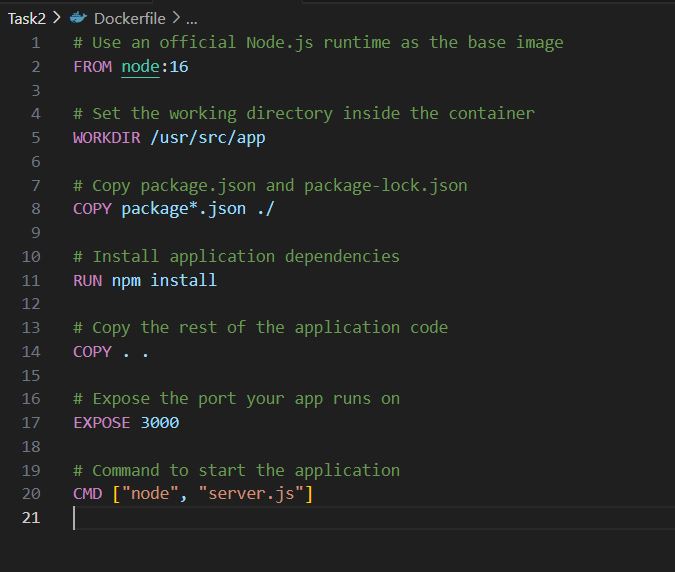 Task2 > Dockerfile > ...
1 # Use an official Node.js runtime as the base image
2 FROM node:16
3
4 # Set the working directory inside the container
5 WORKDIR /usr/src/app
6
7 # Copy package.json and package-lock.json
8 COPY package*.json ./
9
10 # Install application dependencies
11 RUN npm install
12
13 # Copy the rest of the application code
14 COPY . .
15
16 # Expose the port your app runs on
17 EXPOSE 3000
18
19 # Command to start the application
20 CMD ["node", "server.js"]
21